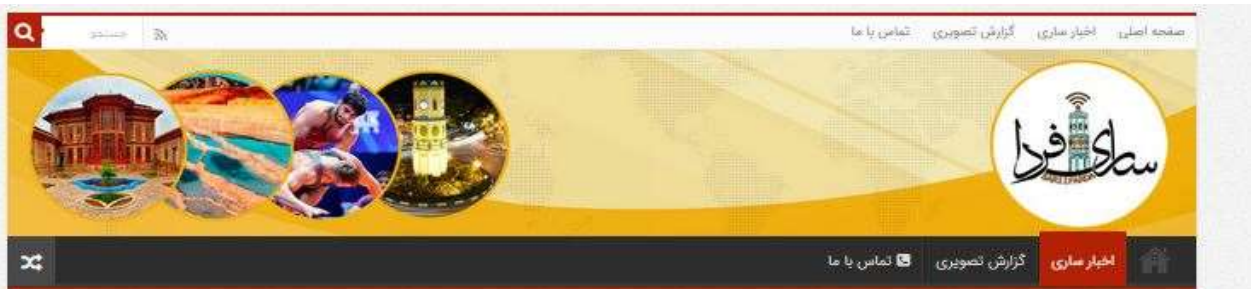 صفحه اصلی اخبار ساری گزارش تصویری تماس با ما جستجو
ساری فردا
SARI FARDA
اخبار ساری گزارش تصویری تماس با ما